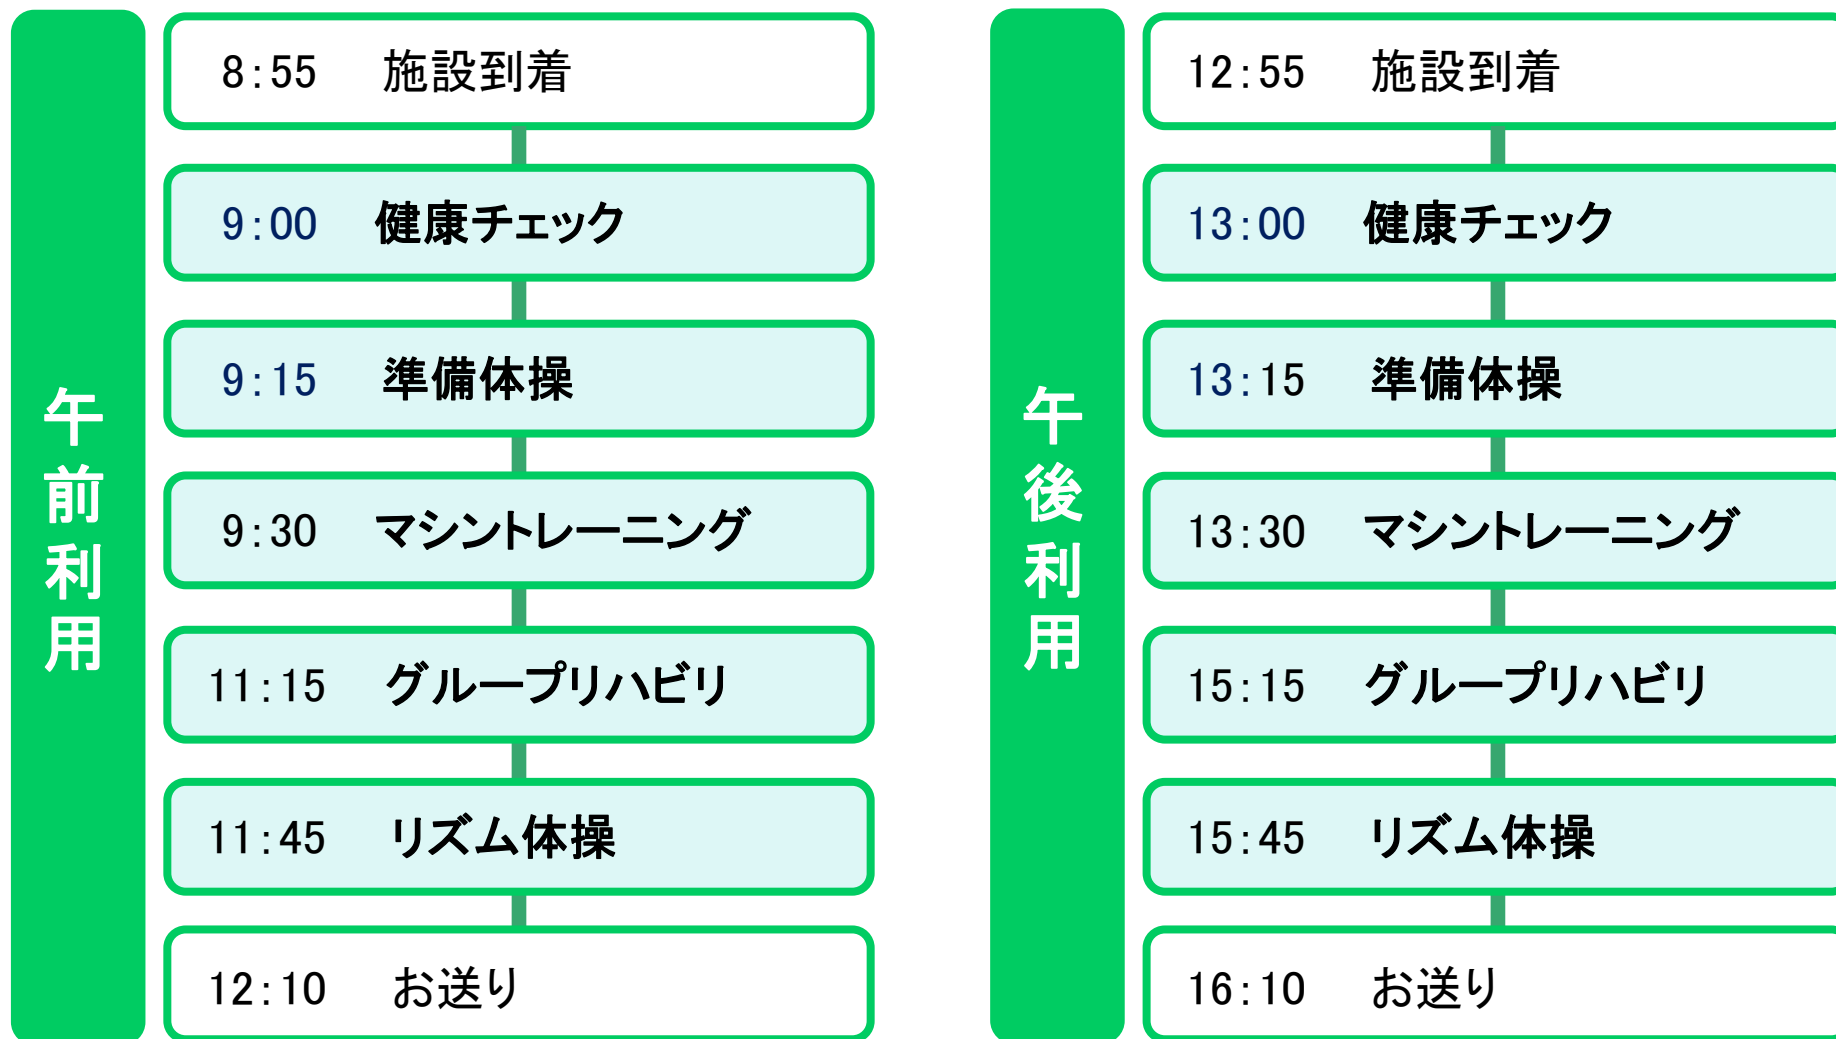 午前利用
8:55 施設到着
9:00 健康チェック
9:15 準備体操
9:30 マシントレーニング
11:15 グループリハビリ
11:45 リズム体操
12:10 お送り
午後利用
12:55 施設到着
13:00 健康チェック
13:15 準備体操
13:30 マシントレーニング
15:15 グループリハビリ
15:45 リズム体操
16:10 お送り